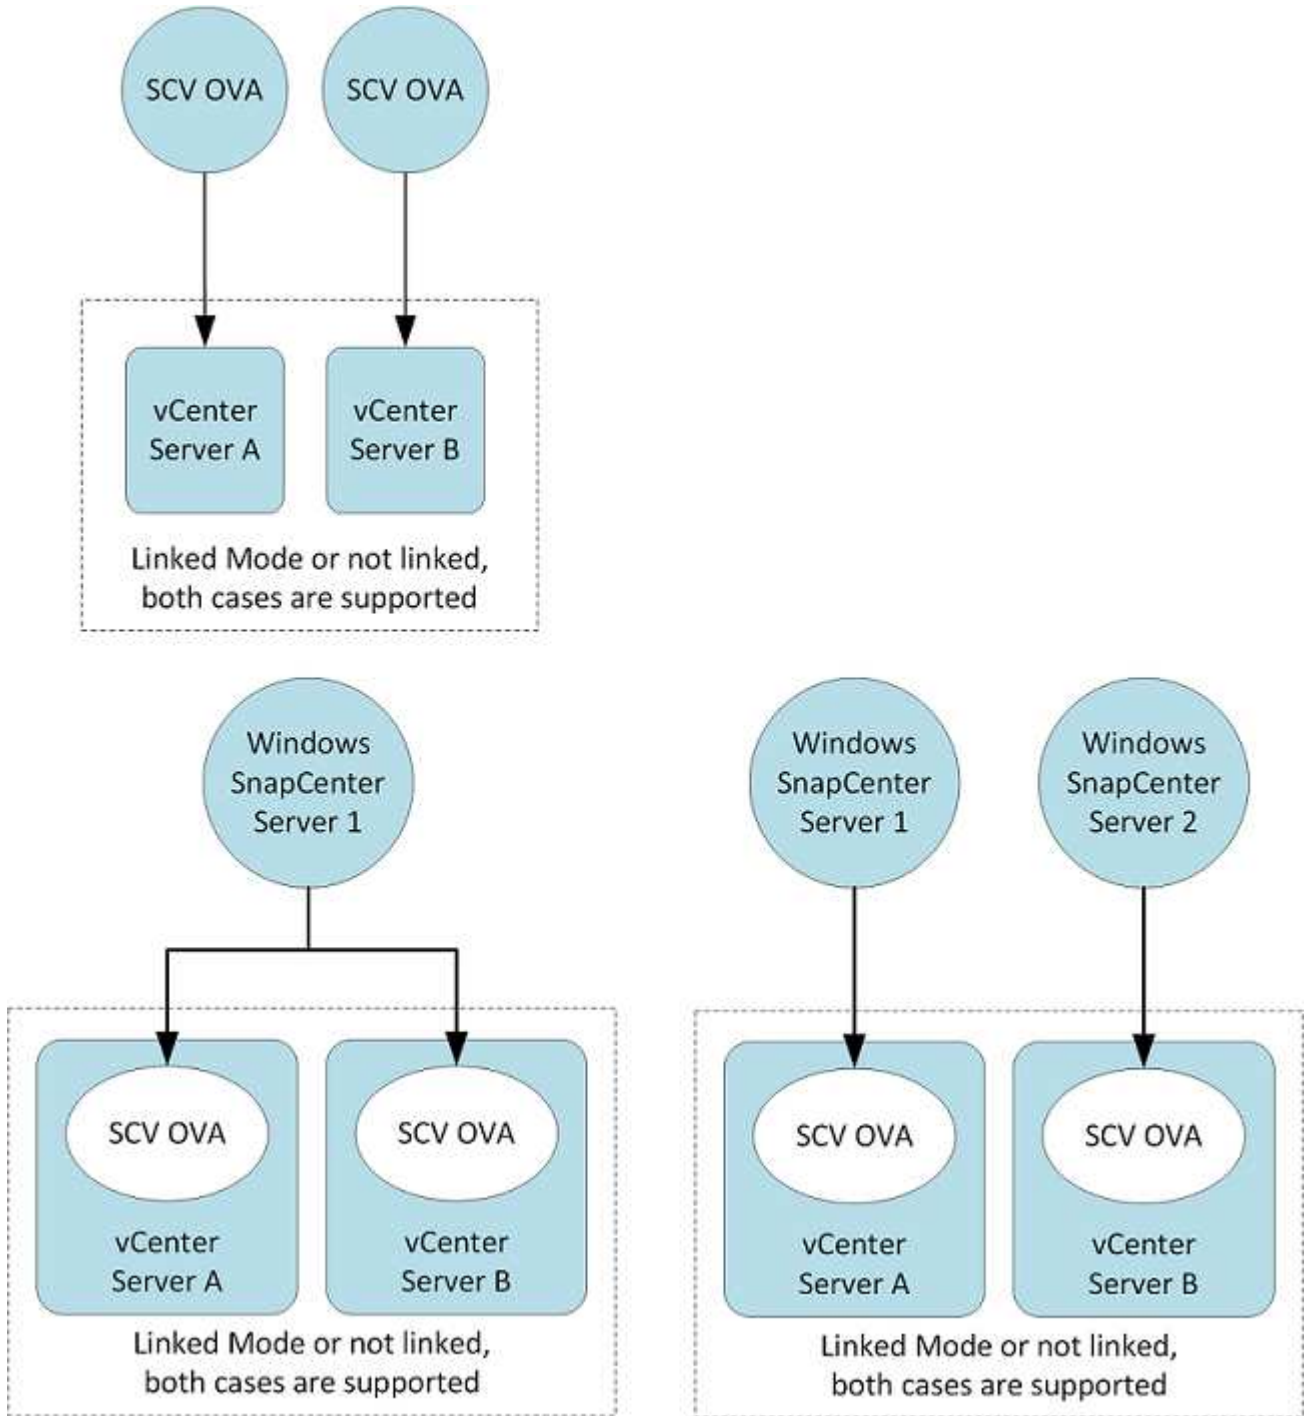 SCV OVA
SCV OVA
vCenter
Server A
vCenter
Server B
Linked Mode or not linked,
both cases are supported
Windows
SnapCenter
Server 1
SCV OVA
vCenter
Server A
SCV OVA
vCenter
Server B
Linked Mode or not linked,
both cases are supported
Windows
SnapCenter
Server 1
Windows
SnapCenter
Server 2
SCV OVA
vCenter
Server A
SCV OVA
vCenter
Server B
Linked Mode or not linked,
both cases are supported